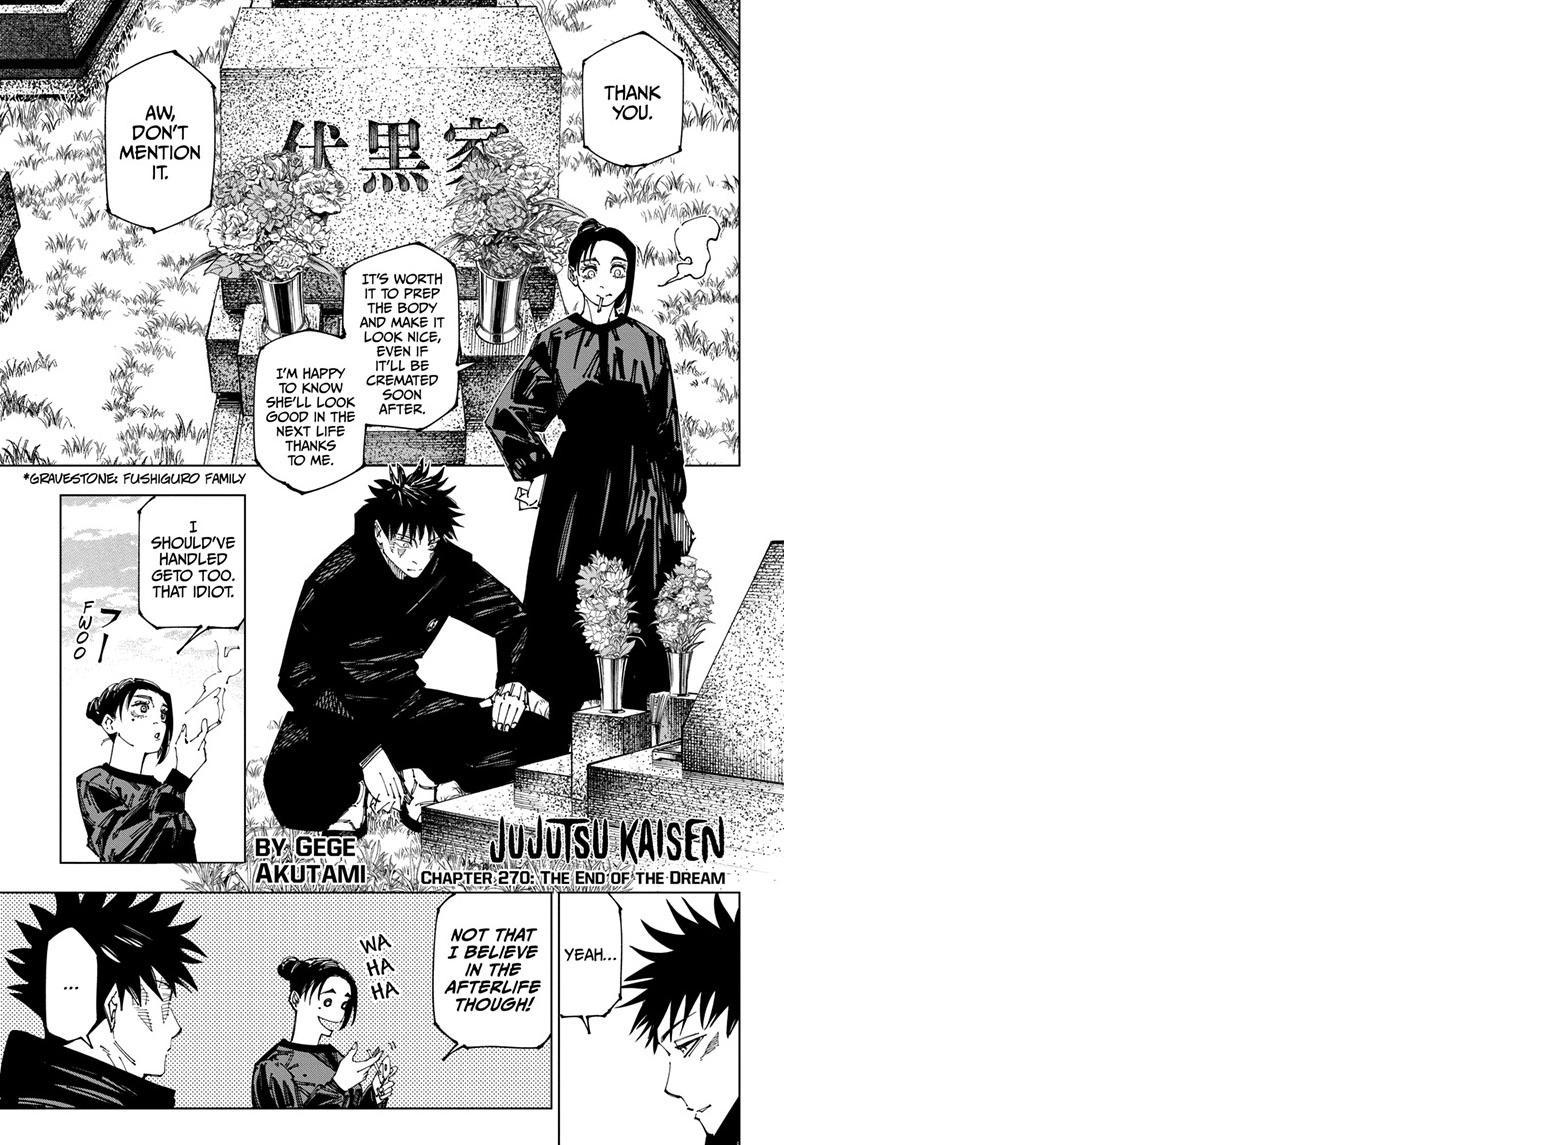 THANK
YOU.
AW,
DON'T
MENTION
IT.
伏黒家
IT'S WORTH
IT TO PREP
THE BODY
AND MAKE IT
LOOK NICE,
EVEN IF
IT'LL BE
CREMATED
SOON
AFTER.
I'M HAPPY
TO KNOW
SHE'LL LOOK
GOOD IN THE
NEXT LIFE
THANKS
TO ME.
*GRAVESTONE: FUSHIGURO FAMILY
I
SHOULD'VE
HANDLED
GETO TOO.
THAT IDIOT.
FWOO
フー
BY GEGE
AKUTAMI
JUJUTSU KAISEN
CHAPTER 270: THE END OF THE DREAM
YEAH...
NOT THAT
I BELIEVE
IN THE
AFTERLIFE
THOUGH!
WA
HA
HA
...